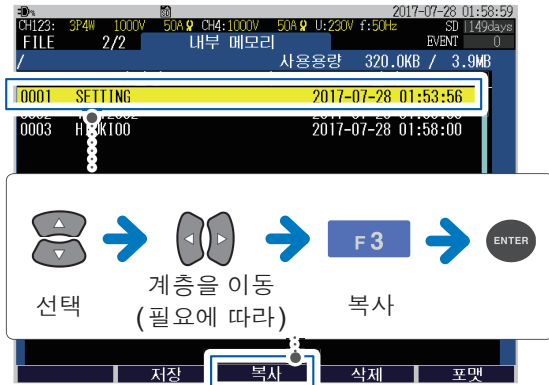 2017-07-28 01:58:59
CH123: 3P4W 1000V 50A CH4:1000V 50A U:230V f:50Hz SD 149days
FILE 2/2 내부 메모리 EVENT 0
/ 사용용량 320.0KB / 3.9MB
0001 SETTING 2017-07-28 01:53:56
0003 2017-07-28 01:58:00
ENTER
F3
선택
계층을 이동
(필요에 따라)
복사
저장 복사 삭제 포맷